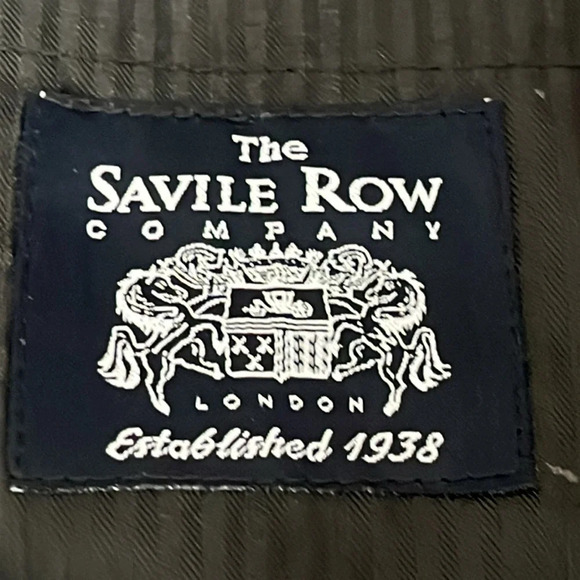 The
SAVILE ROW
COMPANY
LONDON
Established 1938